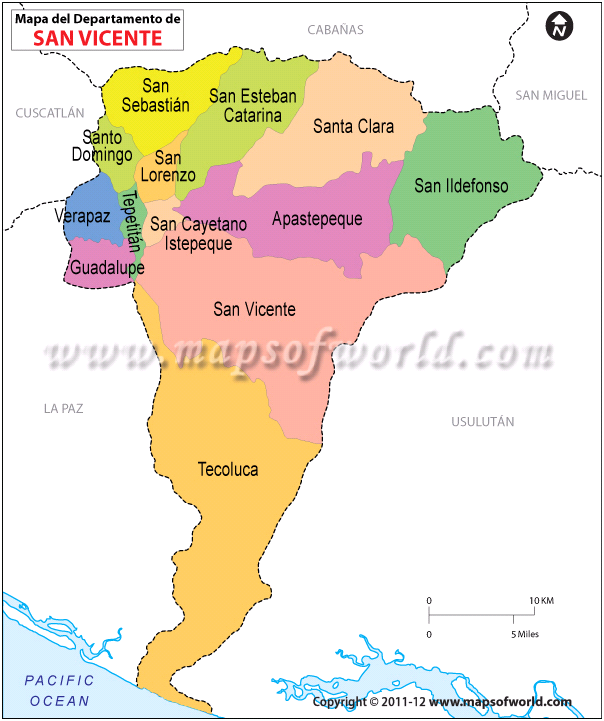 Mapa del Departamento de
SAN VICENTE
CABAÑAS
N
SAN MIGUEL
CUSCATLÁN
San
Sebastián
San Esteban
Catarina
Santa Clara
Santo
Domingo
San
Lorenzo
San Ildefonso
Verapaz
Tepetitán
San Cayetano
Istepeque
Apastepeque
Guadalupe
San Vicente
www.mapsofworld.com
LA PAZ
USULUTÁN
Tecoluca
0 10 KM
0 5 Miles
PACIFIC
OCEAN
Copyright © 2011-12 www.mapsofworld.com